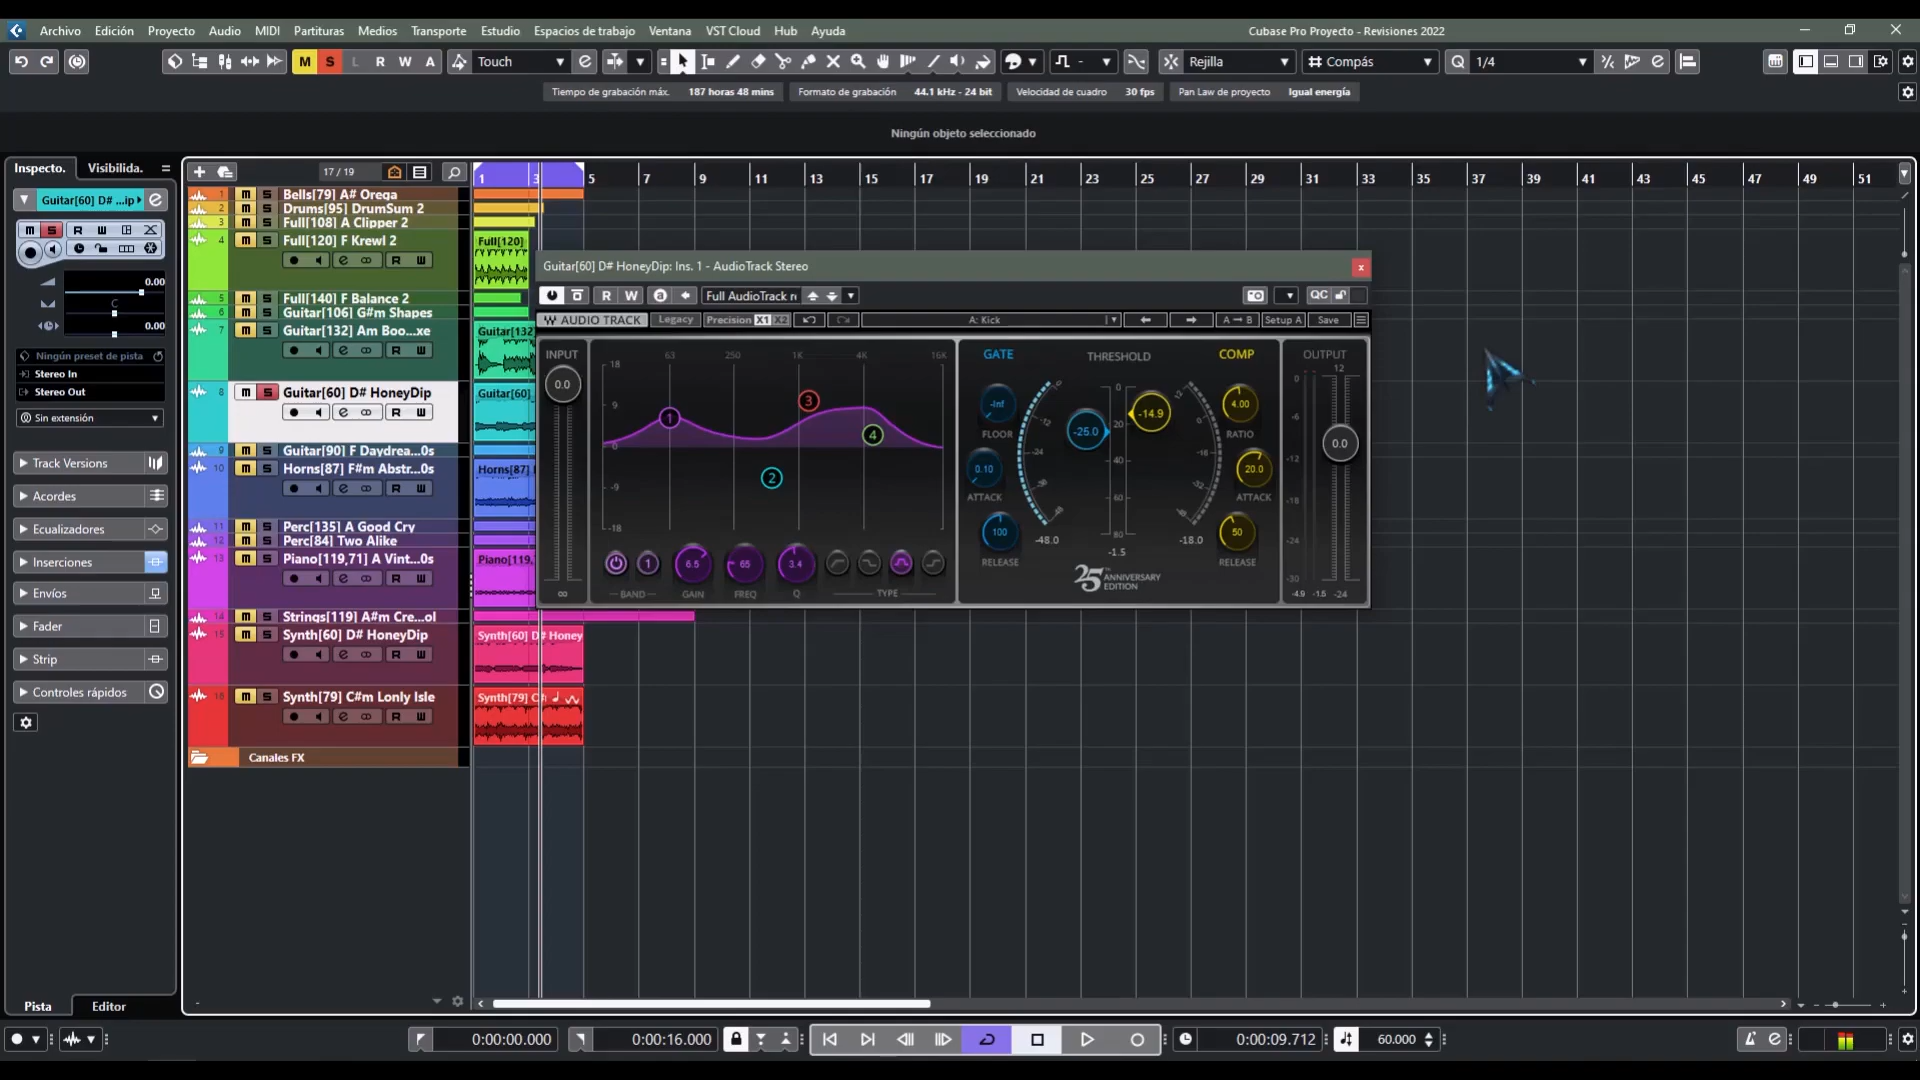 Archivo Edición Proyecto Audio MIDI Partituras Medios Transporte Estudio Espacios de trabajo Ventana VST Cloud Hub Ayuda
Cubase Pro Proyecto - Revisiones 2022
M S L R W A Touch
Rejilla
Compás
Q 1/4
Tiempo de grabación máx. 187 horas 48 mins
Formato de grabación 44.1 kHz - 24 bit
Velocidad de cuadro 30 fps
Pan Law de proyecto Igual energía
Ningún objeto seleccionado
Inspecto. Visibilida.
17 / 19
1 3 5 7 9 11 13 15 17 19 21 23 25 27 29 31 33 35 37 39 41 43 45 47 49 51
Guitar[60] D# ...ip
M S R W
0.00
C
0.00
Ningún preset de pista
Stereo In
Stereo Out
Sin extensión
Track Versions
Acordes
Ecualizadores
Inserciones
Envíos
Fader
Strip
Controles rápidos
Pista Editor
1 m S Bells[79] A# Orega
2 m S Drums[95] DrumSum 2
3 m S Full[108] A Clipper 2
4 m S Full[120] F Krewl 2
R W
5 m S Full[140] F Balance 2
6 m S Guitar[106] G#m Shapes
7 m S Guitar[132] Am Boo...xe
R W
8 m S Guitar[60] D# HoneyDip
R W
9 m S Guitar[90] F Daydrea...0s
10 m S Horns[87] F#m Abstr...0s
R W
11 m S Perc[135] A Good Cry
12 m S Perc[84] Two Alike
13 m S Piano[119,71] A Vint...0s
R W
14 m S Strings[119] A#m Cre...ol
15 m S Synth[60] D# HoneyDip
R W
16 m S Synth[79] C#m Lonly Isle
R W
Canales FX
Full[120]
Guitar[132
Guitar[60]
Horns[87]
Piano[119,
Synth[60] D# Honey
Synth[79] C#
Guitar[60] D# HoneyDip: Ins. 1 - AudioTrack Stereo
R W Full AudioTrack QC
AUDIO TRACK Legacy Precision X1 X2 A: Kick A → B Setup A Save
INPUT
0.0
∞
63 250 1K 4K 16K
18
9
0
-9
-18
1 2 3 4
1 6.5 65 3.4
BAND GAIN FREQ Q TYPE
GATE THRESHOLD COMP
-Inf
FLOOR
0.10
ATTACK
100
RELEASE
0
-12
-24
-36
-48
-48.0
-25.0
-14.9
0
20
40
60
80
-1.5
12
0
-16
-32
-48
-18.0
4.00
RATIO
20.0
ATTACK
50
RELEASE
25TH ANNIVERSARY
EDITION
OUTPUT
12
0
-6
-12
-18
-24
-30
0.0
-4.9 -1.5 -24
0:00:00.000
0:00:16.000
0:00:09.712
60.000